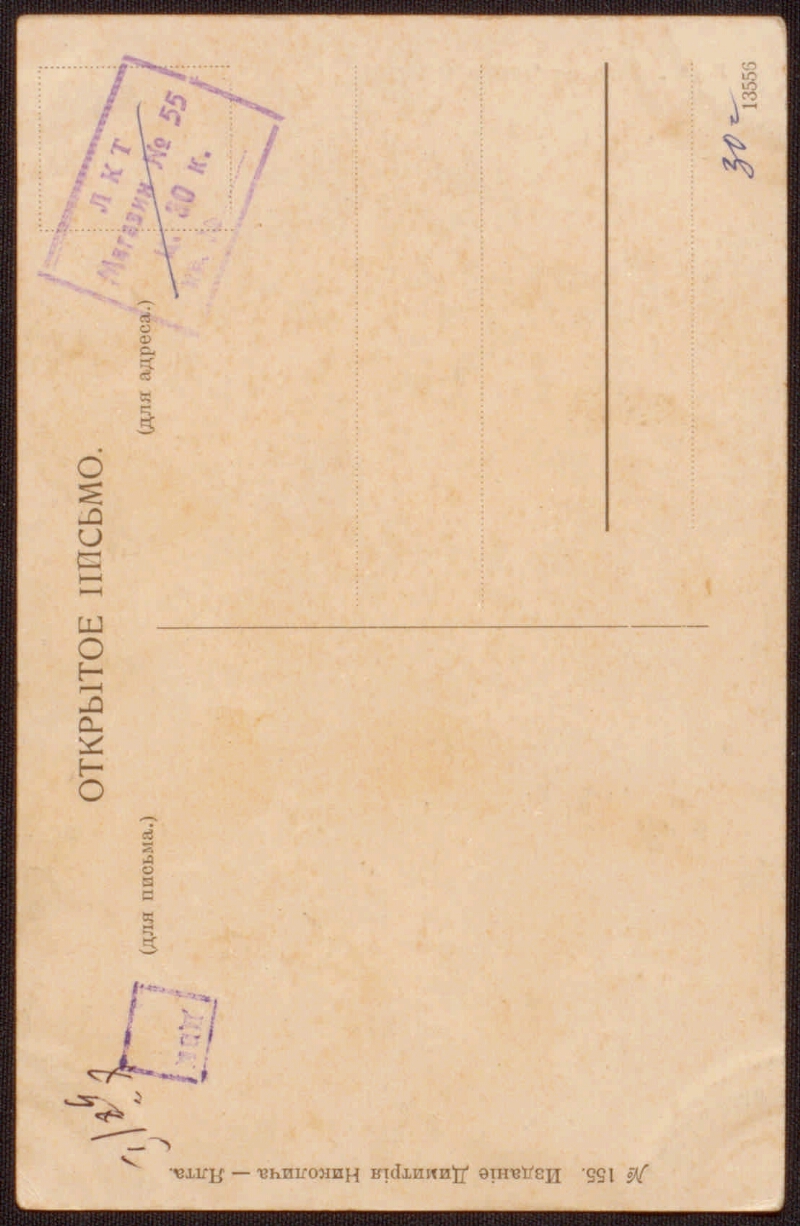 ОТКРЫТОЕ ПИСЬМО.
(для письма.)
(для адреса.)
ЛКТ
Магазин № 55
30 к.
№ 155. Изданіе Димитрія Николича — Ялта.
13556
30=